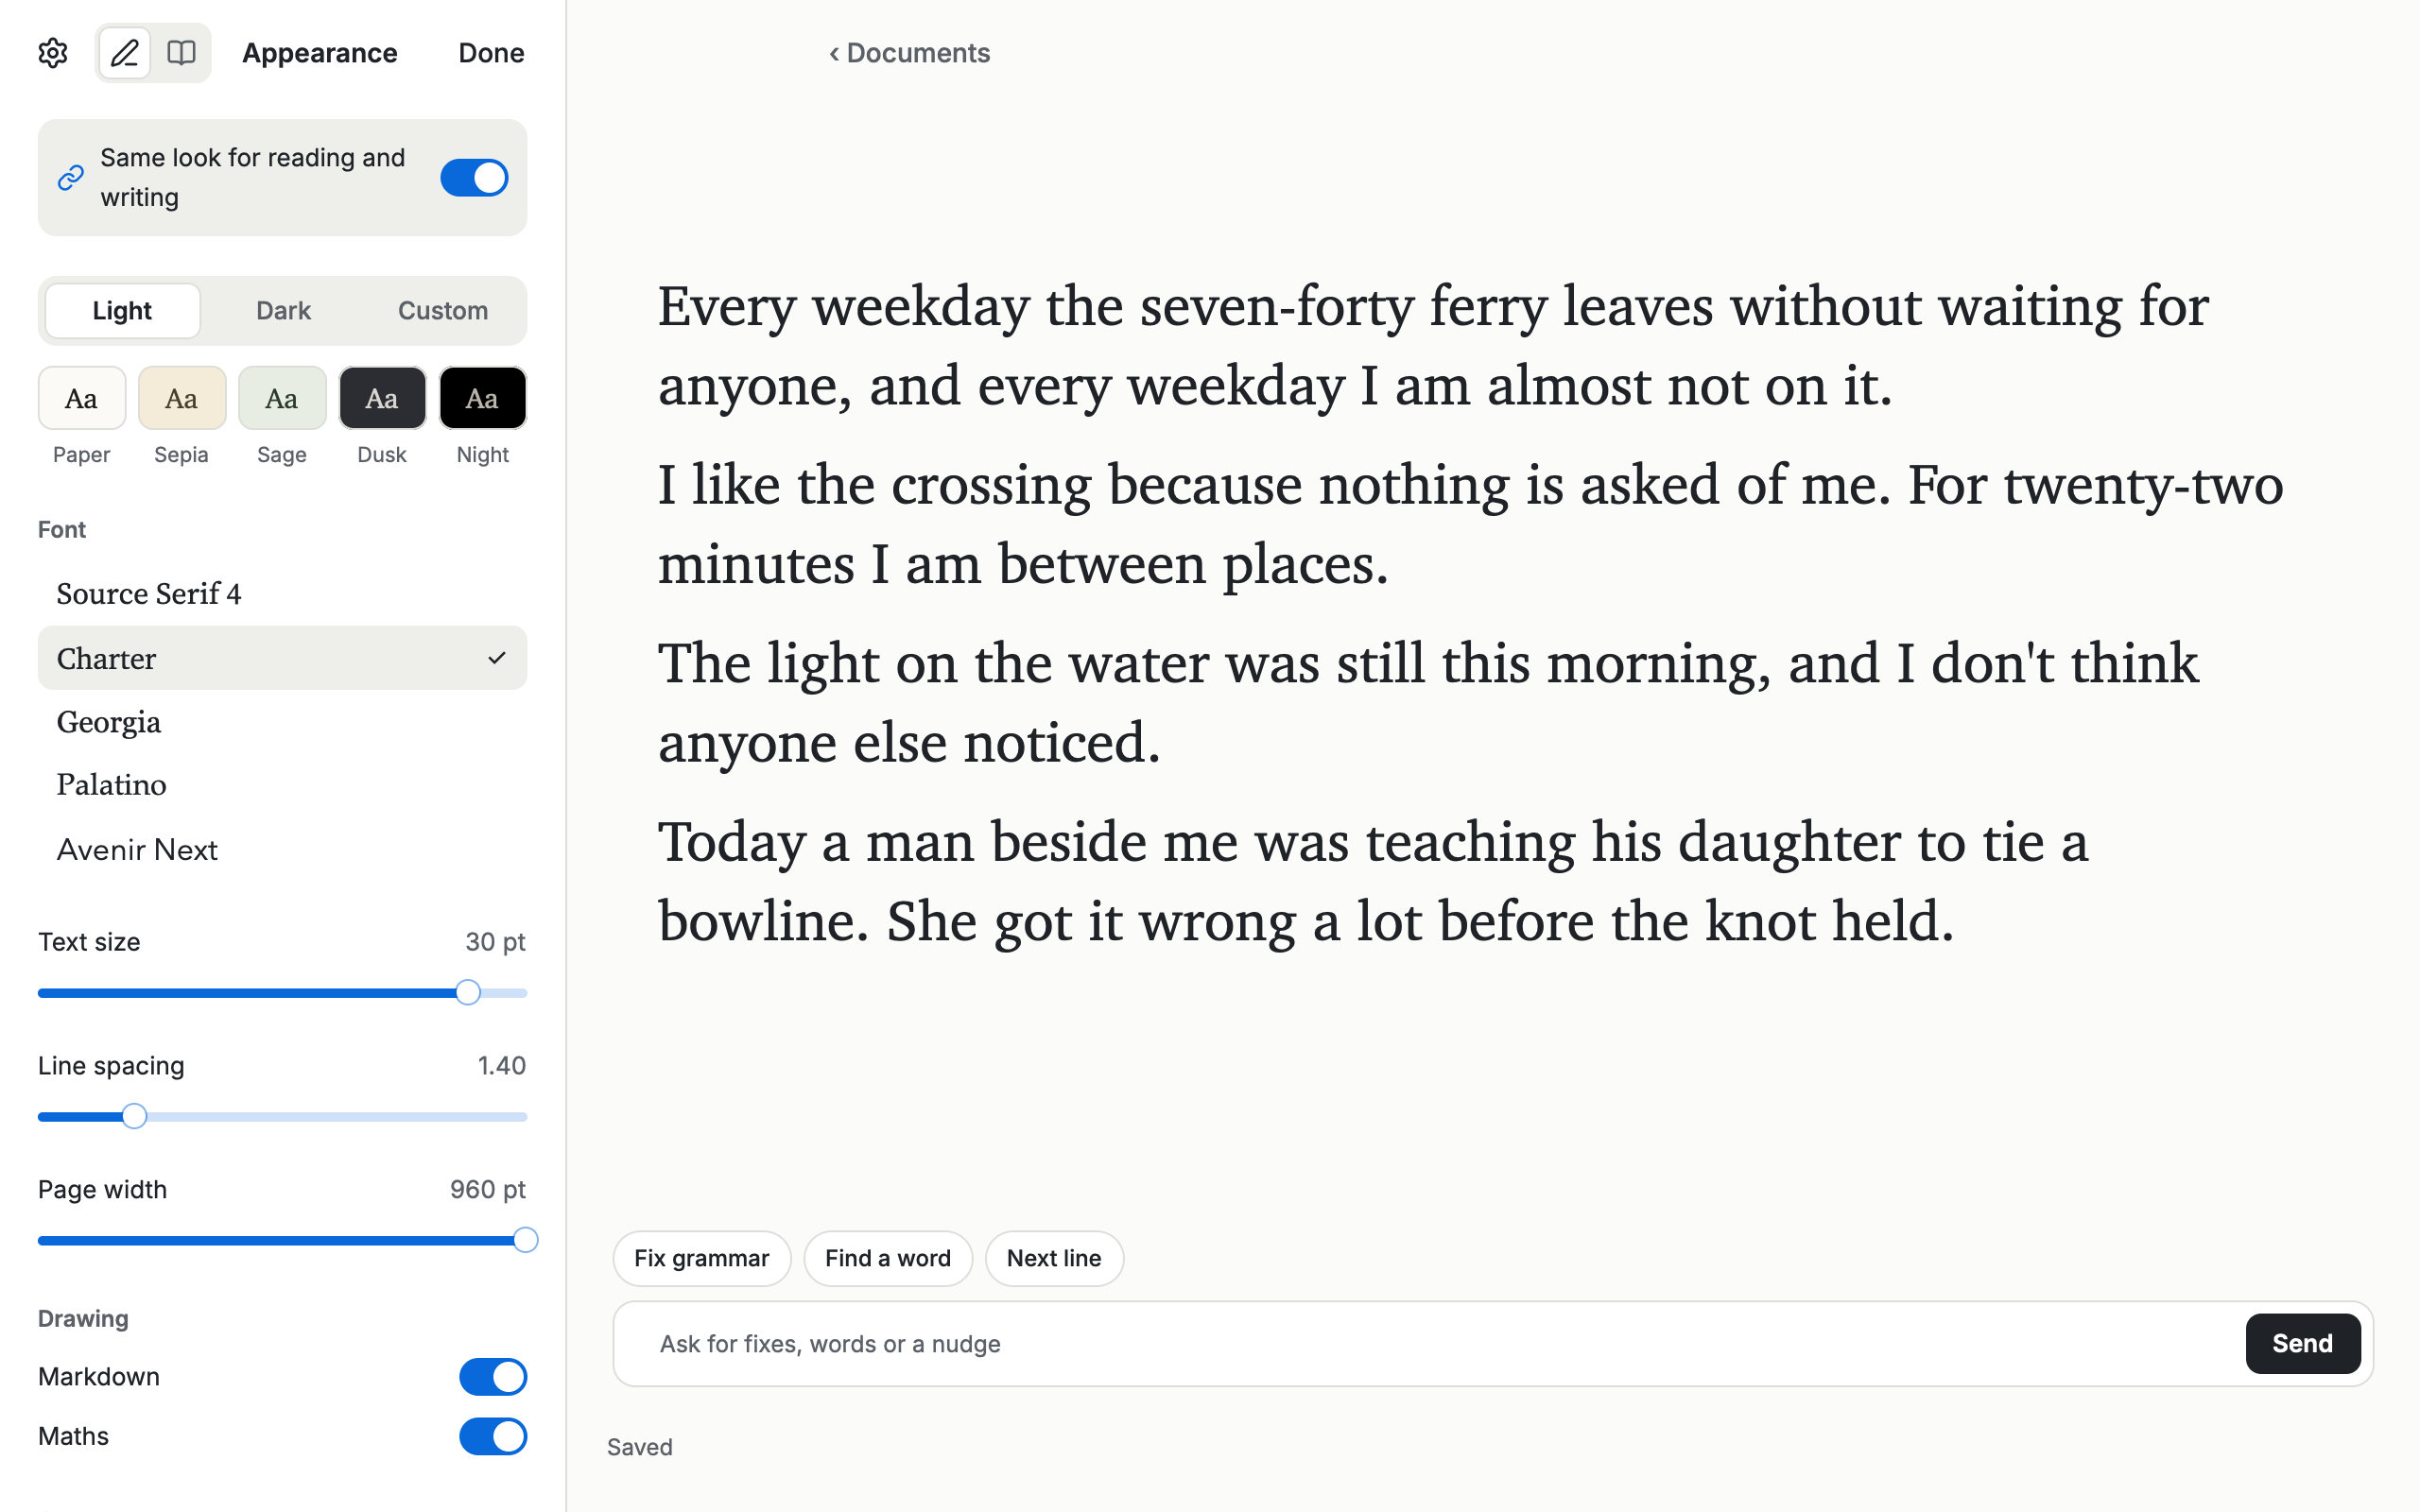 Appearance
Done
Same look for reading and
writing
Light
Dark
Custom
Aa
Aa
Aa
Aa
Aa
Paper
Sepia
Sage
Dusk
Night
Font
Source Serif 4
Charter
Georgia
Palatino
Avenir Next
Text size
30 pt
Line spacing
1.40
Page width
960 pt
Drawing
Markdown
Maths
‹ Documents
Every weekday the seven-forty ferry leaves without waiting for
anyone, and every weekday I am almost not on it.
I like the crossing because nothing is asked of me. For twenty-two
minutes I am between places.
The light on the water was still this morning, and I don't think
anyone else noticed.
Today a man beside me was teaching his daughter to tie a
bowline. She got it wrong a lot before the knot held.
Fix grammar
Find a word
Next line
Ask for fixes, words or a nudge
Send
Saved